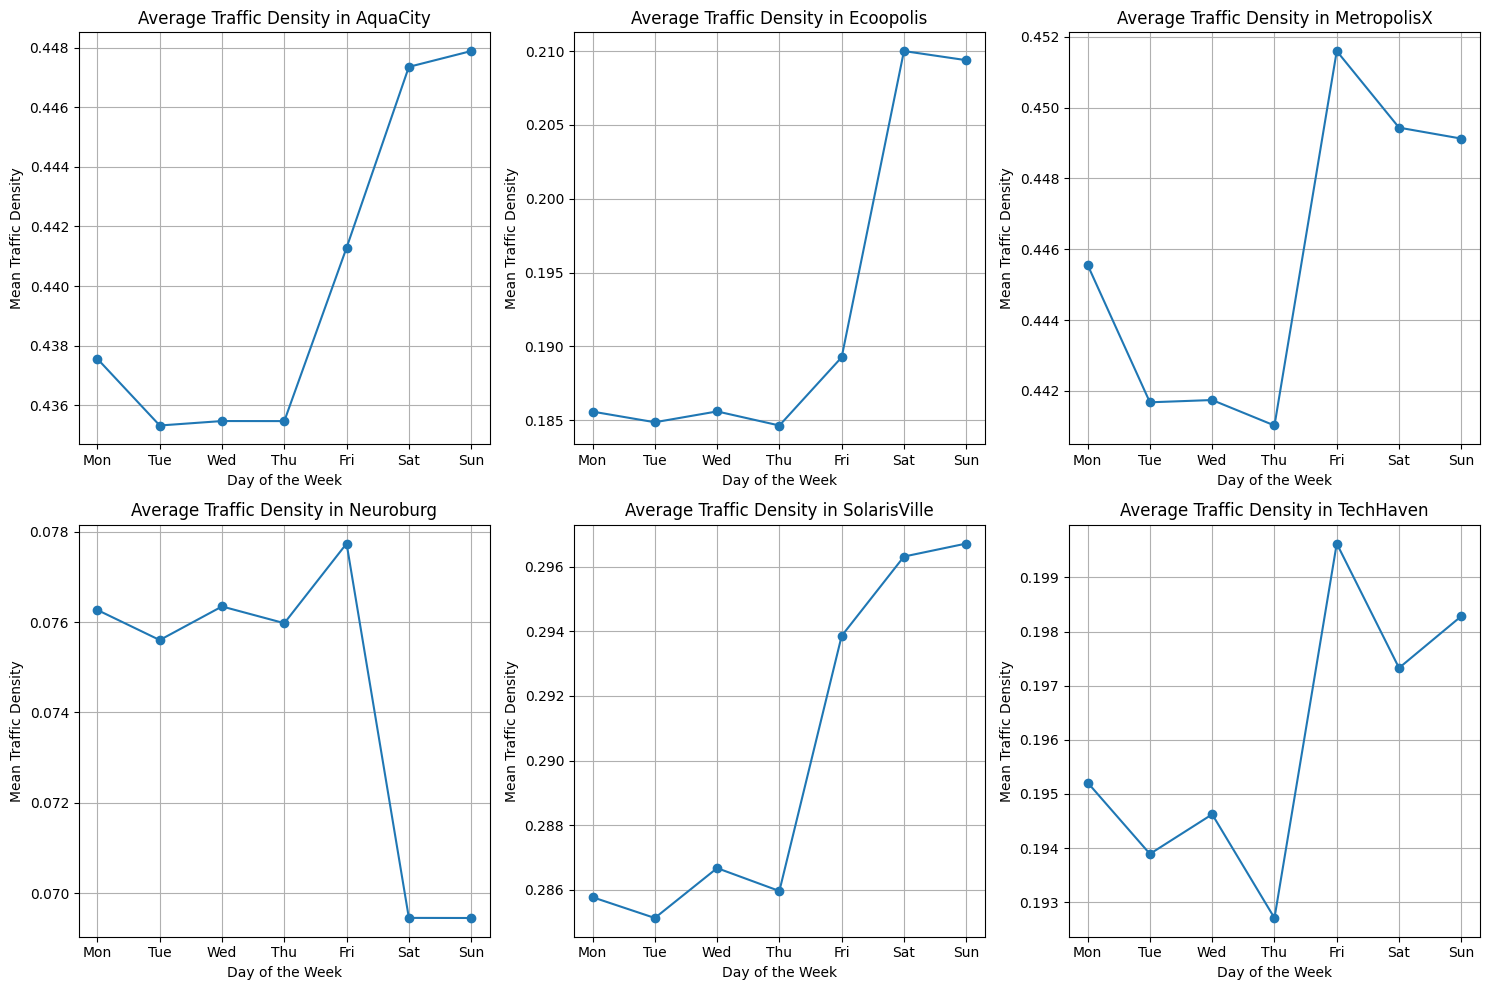 Average Traffic Density in AquaCity
Mean Traffic Density
0.448
0.446
0.444
0.442
0.440
0.438
0.436
Mon Tue Wed Thu Fri Sat Sun
Day of the Week
Average Traffic Density in Ecoopolis
Mean Traffic Density
0.210
0.205
0.200
0.195
0.190
0.185
Mon Tue Wed Thu Fri Sat Sun
Day of the Week
Average Traffic Density in MetropolisX
Mean Traffic Density
0.452
0.450
0.448
0.446
0.444
0.442
Mon Tue Wed Thu Fri Sat Sun
Day of the Week
Average Traffic Density in Neuroburg
Mean Traffic Density
0.078
0.076
0.074
0.072
0.070
Mon Tue Wed Thu Fri Sat Sun
Day of the Week
Average Traffic Density in SolarisVille
Mean Traffic Density
0.296
0.294
0.292
0.290
0.288
0.286
Mon Tue Wed Thu Fri Sat Sun
Day of the Week
Average Traffic Density in TechHaven
Mean Traffic Density
0.199
0.198
0.197
0.196
0.195
0.194
0.193
Mon Tue Wed Thu Fri Sat Sun
Day of the Week